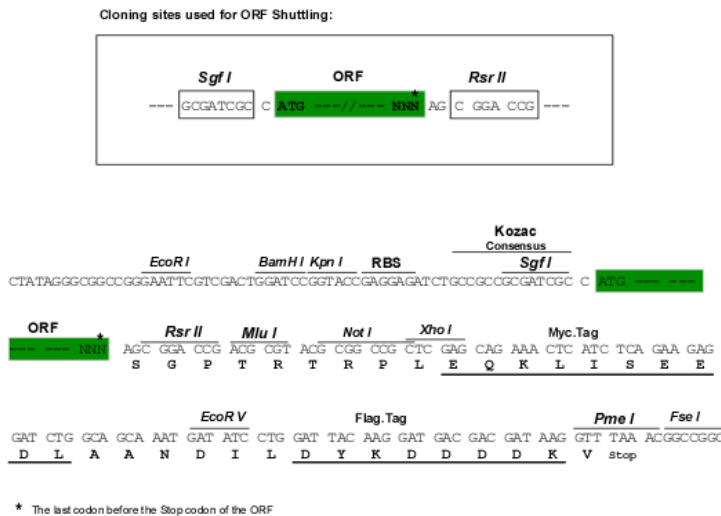 Cloning sites used for ORF Shuttling:
Sgf I ORF Rsr II
*
--- GCGATCGC C ATG ---//--- NNN AG C GGA CCG ---
Kozac
Consensus
EcoR I BamH I Kpn I RBS Sgf I
CTATAGGGCGGCCGGGAATTCGTCGACTGGATCCGGTACCGAGGAGATCTGCCGCCGCGATCGC C ATG --- ---
ORF
*
Rsr II Mlu I Not I Xho I Myc.Tag
--- --- NNN AGC GGA CCG ACG CGT ACG CGG CCG CTC GAG CAG AAA CTC ATC TCA GAA GAG
S G P T R T R P L E Q K L I S E E
EcoR V Flag.Tag Pme I Fse I
GAT CTG GCA GCA AAT GAT ATC CTG GAT TAC AAG GAT GAC GAC GAT AAG GTT TAA ACGGCCGGC
D L A A N D I L D Y K D D D D K V Stop
* The last codon before the Stop codon of the ORF